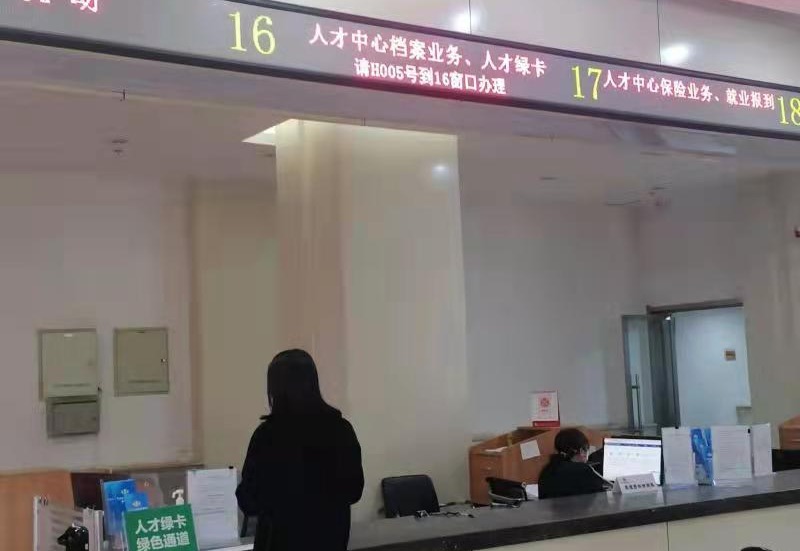 16
人才中心档案业务、人才绿卡
请H005号到16窗口办理
17
人才中心保险业务、就业报到
18
人才绿卡
绿色通道